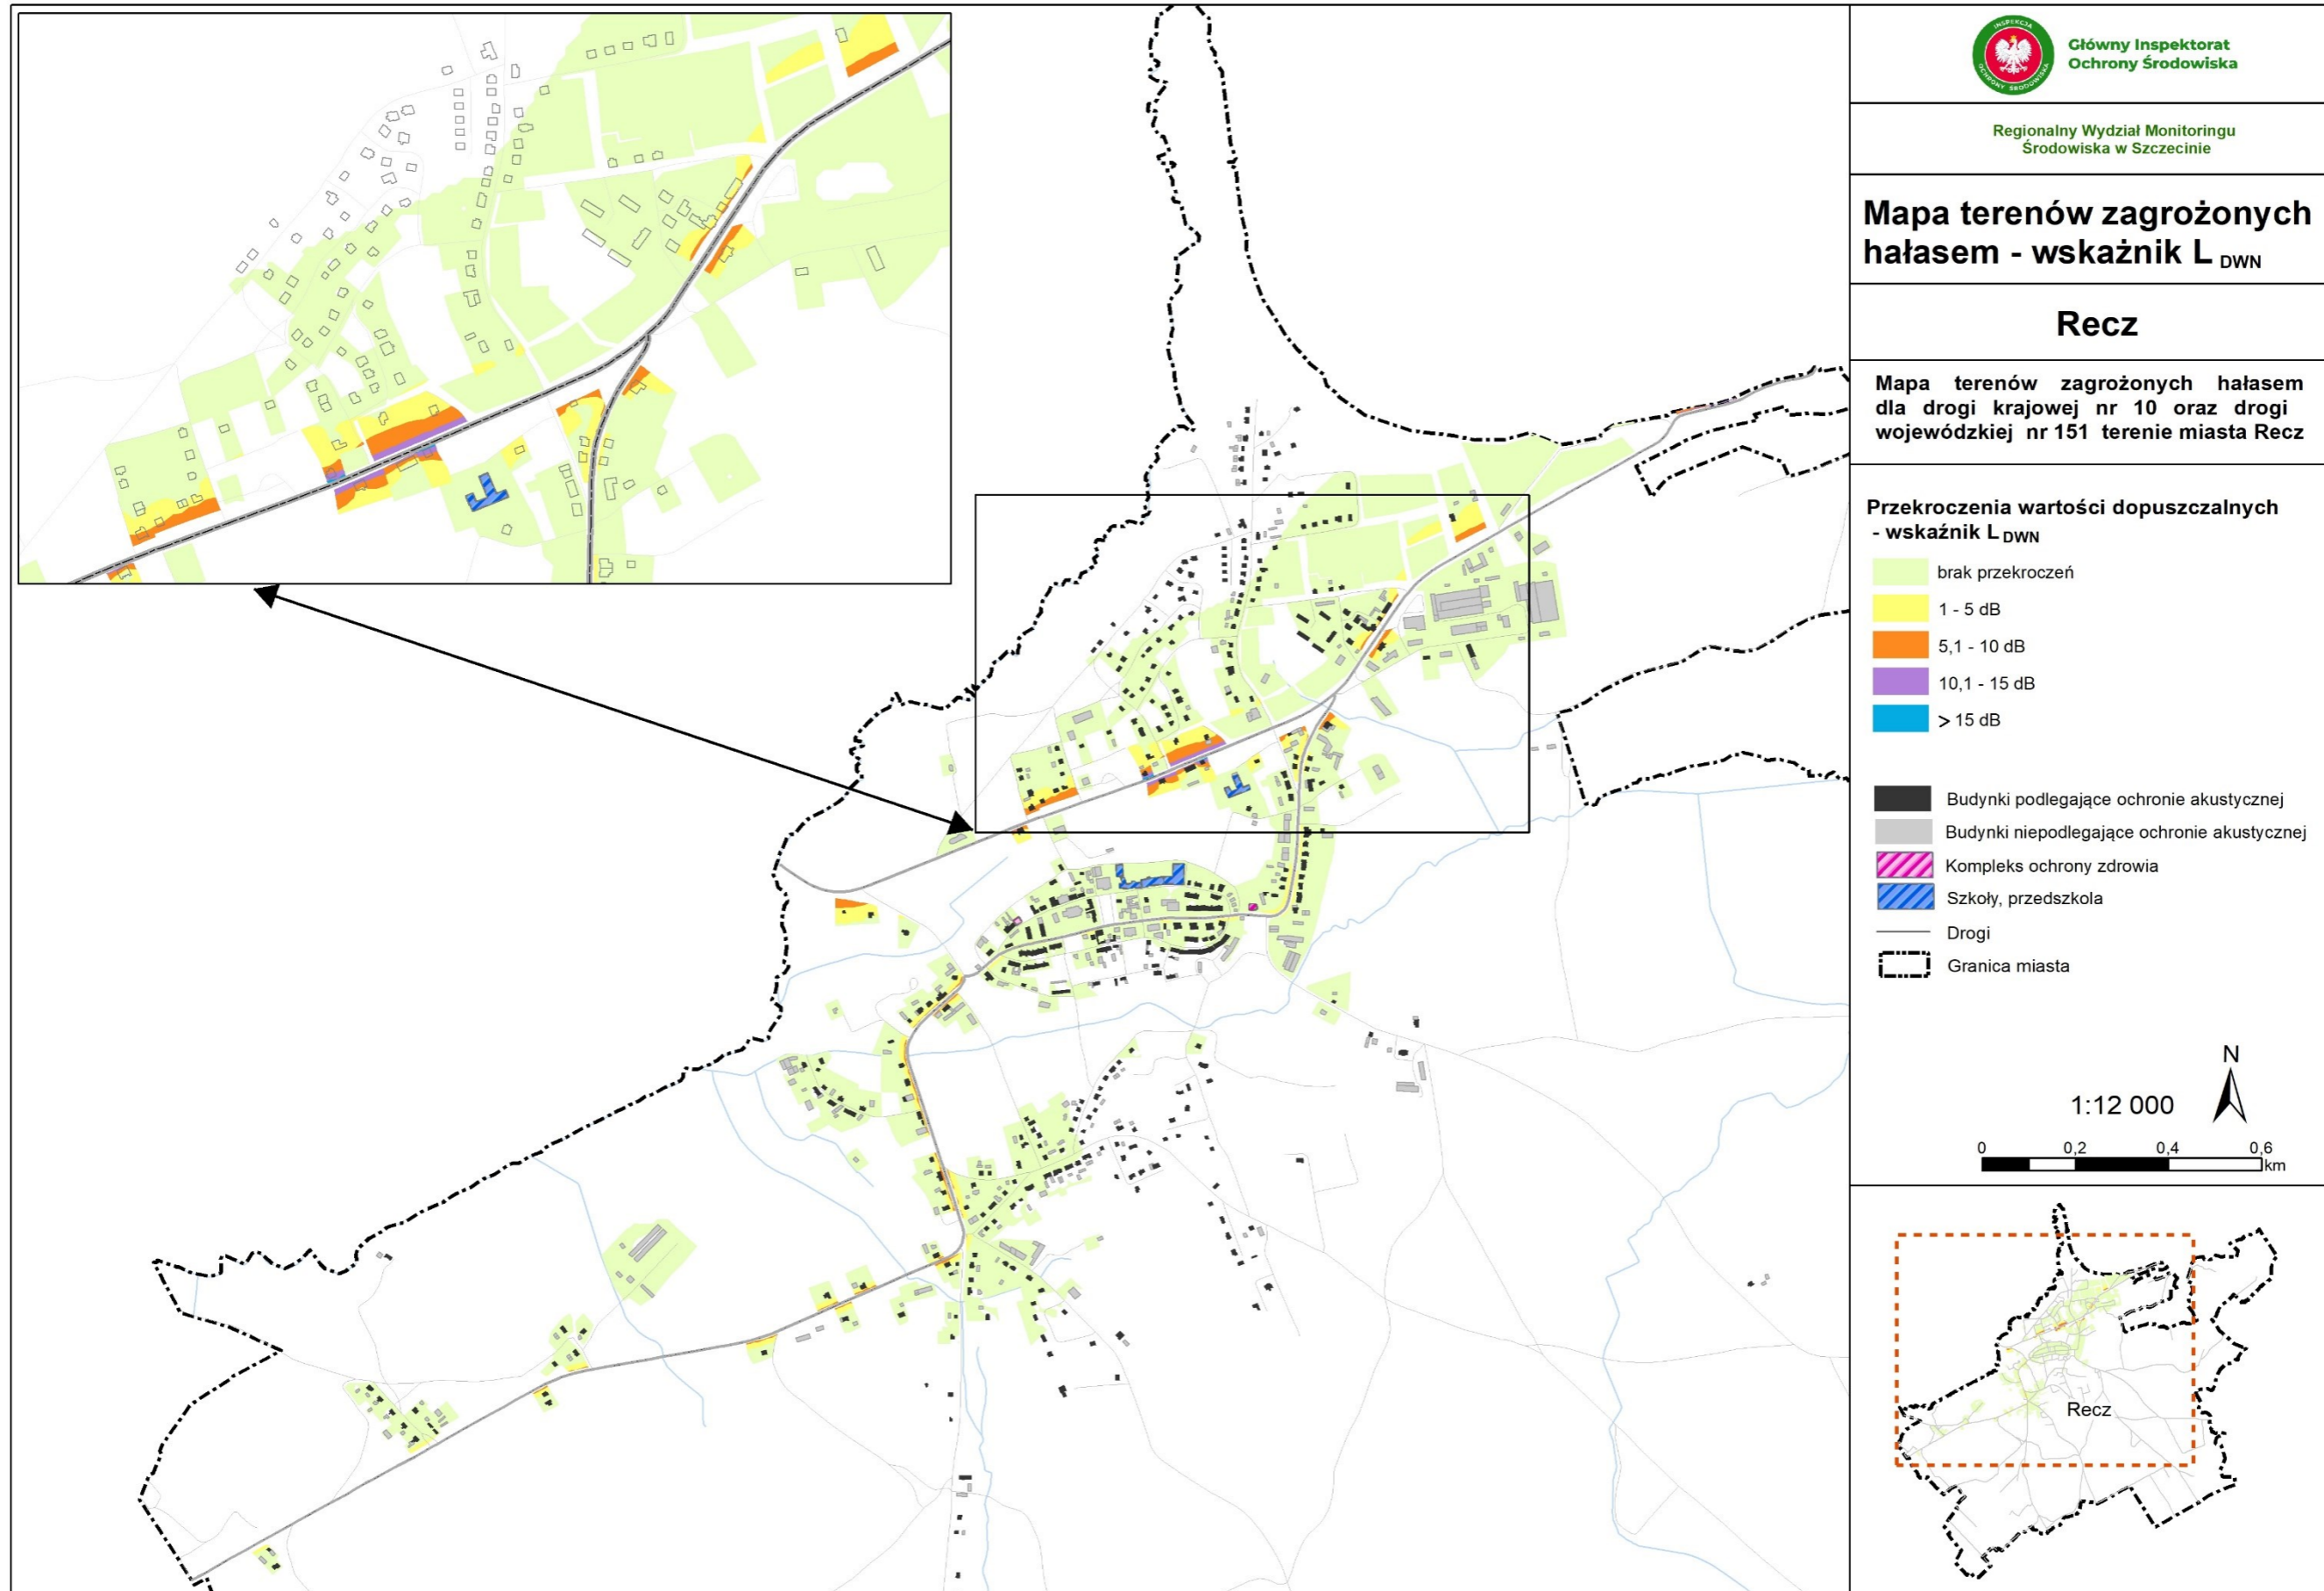 INSPEKCJA
OCHRONY ŚRODOWISKA
Główny Inspektorat
Ochrony Środowiska
Regionalny Wydział Monitoringu
Środowiska w Szczecinie
Mapa terenów zagrożonych
hałasem - wskażnik L DWN
Recz
Mapa terenów zagrożonych hałasem
dla drogi krajowej nr 10 oraz drogi
wojewódzkiej nr 151 terenie miasta Recz
Przekroczenia wartości dopuszczalnych
- wskaźnik L DWN
brak przekroczeń
1 - 5 dB
5,1 - 10 dB
10,1 - 15 dB
> 15 dB
Budynki podlegające ochronie akustycznej
Budynki niepodlegające ochronie akustycznej
Kompleks ochrony zdrowia
Szkoły, przedszkola
Drogi
Granica miasta
N
1:12 000
0 0,2 0,4 0,6
km
Recz